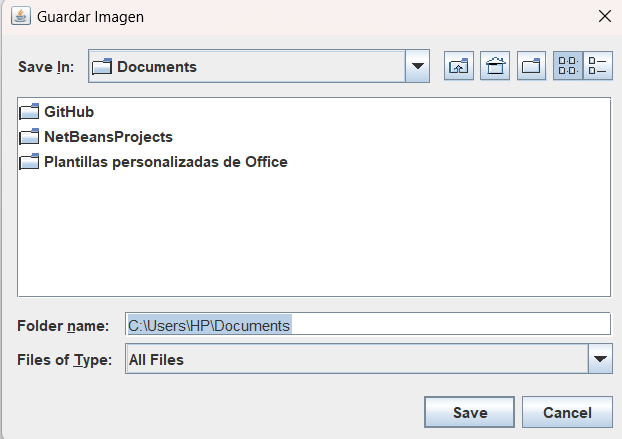 Guardar Imagen
Save In: Documents
GitHub
NetBeansProjects
Plantillas personalizadas de Office
Folder name: C:\Users\HP\Documents
Files of Type: All Files
Save Cancel